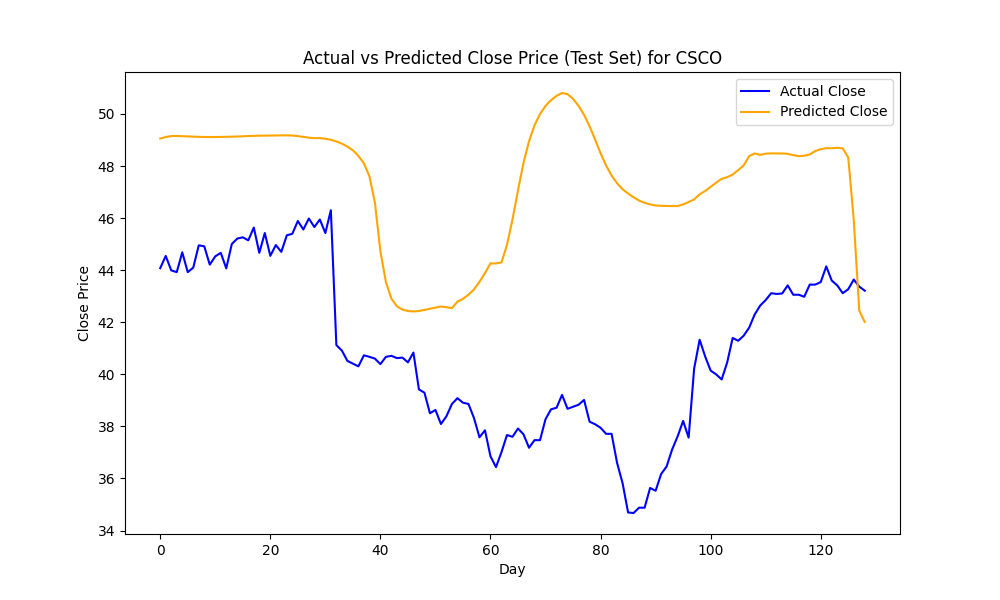 Actual vs Predicted Close Price (Test Set) for CSCO
Actual Close
Predicted Close
Close Price
50
48
46
44
42
40
38
36
34
0 20 40 60 80 100 120
Day